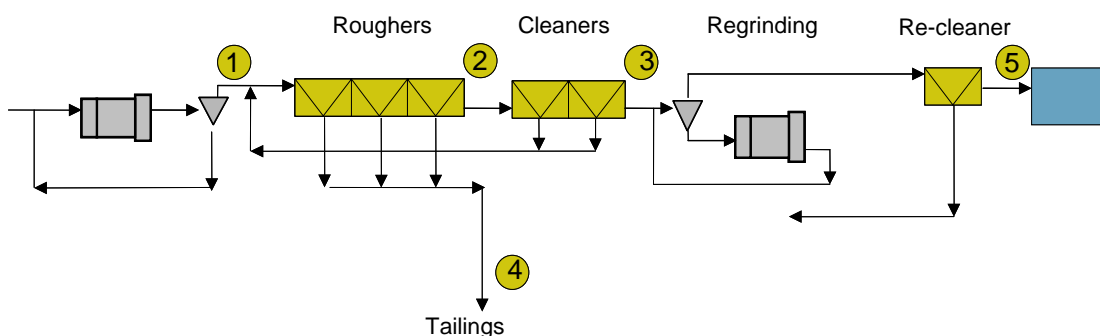 Roughers
Cleaners
Regrinding
Re-cleaner
1
2
3
5
4
Tailings